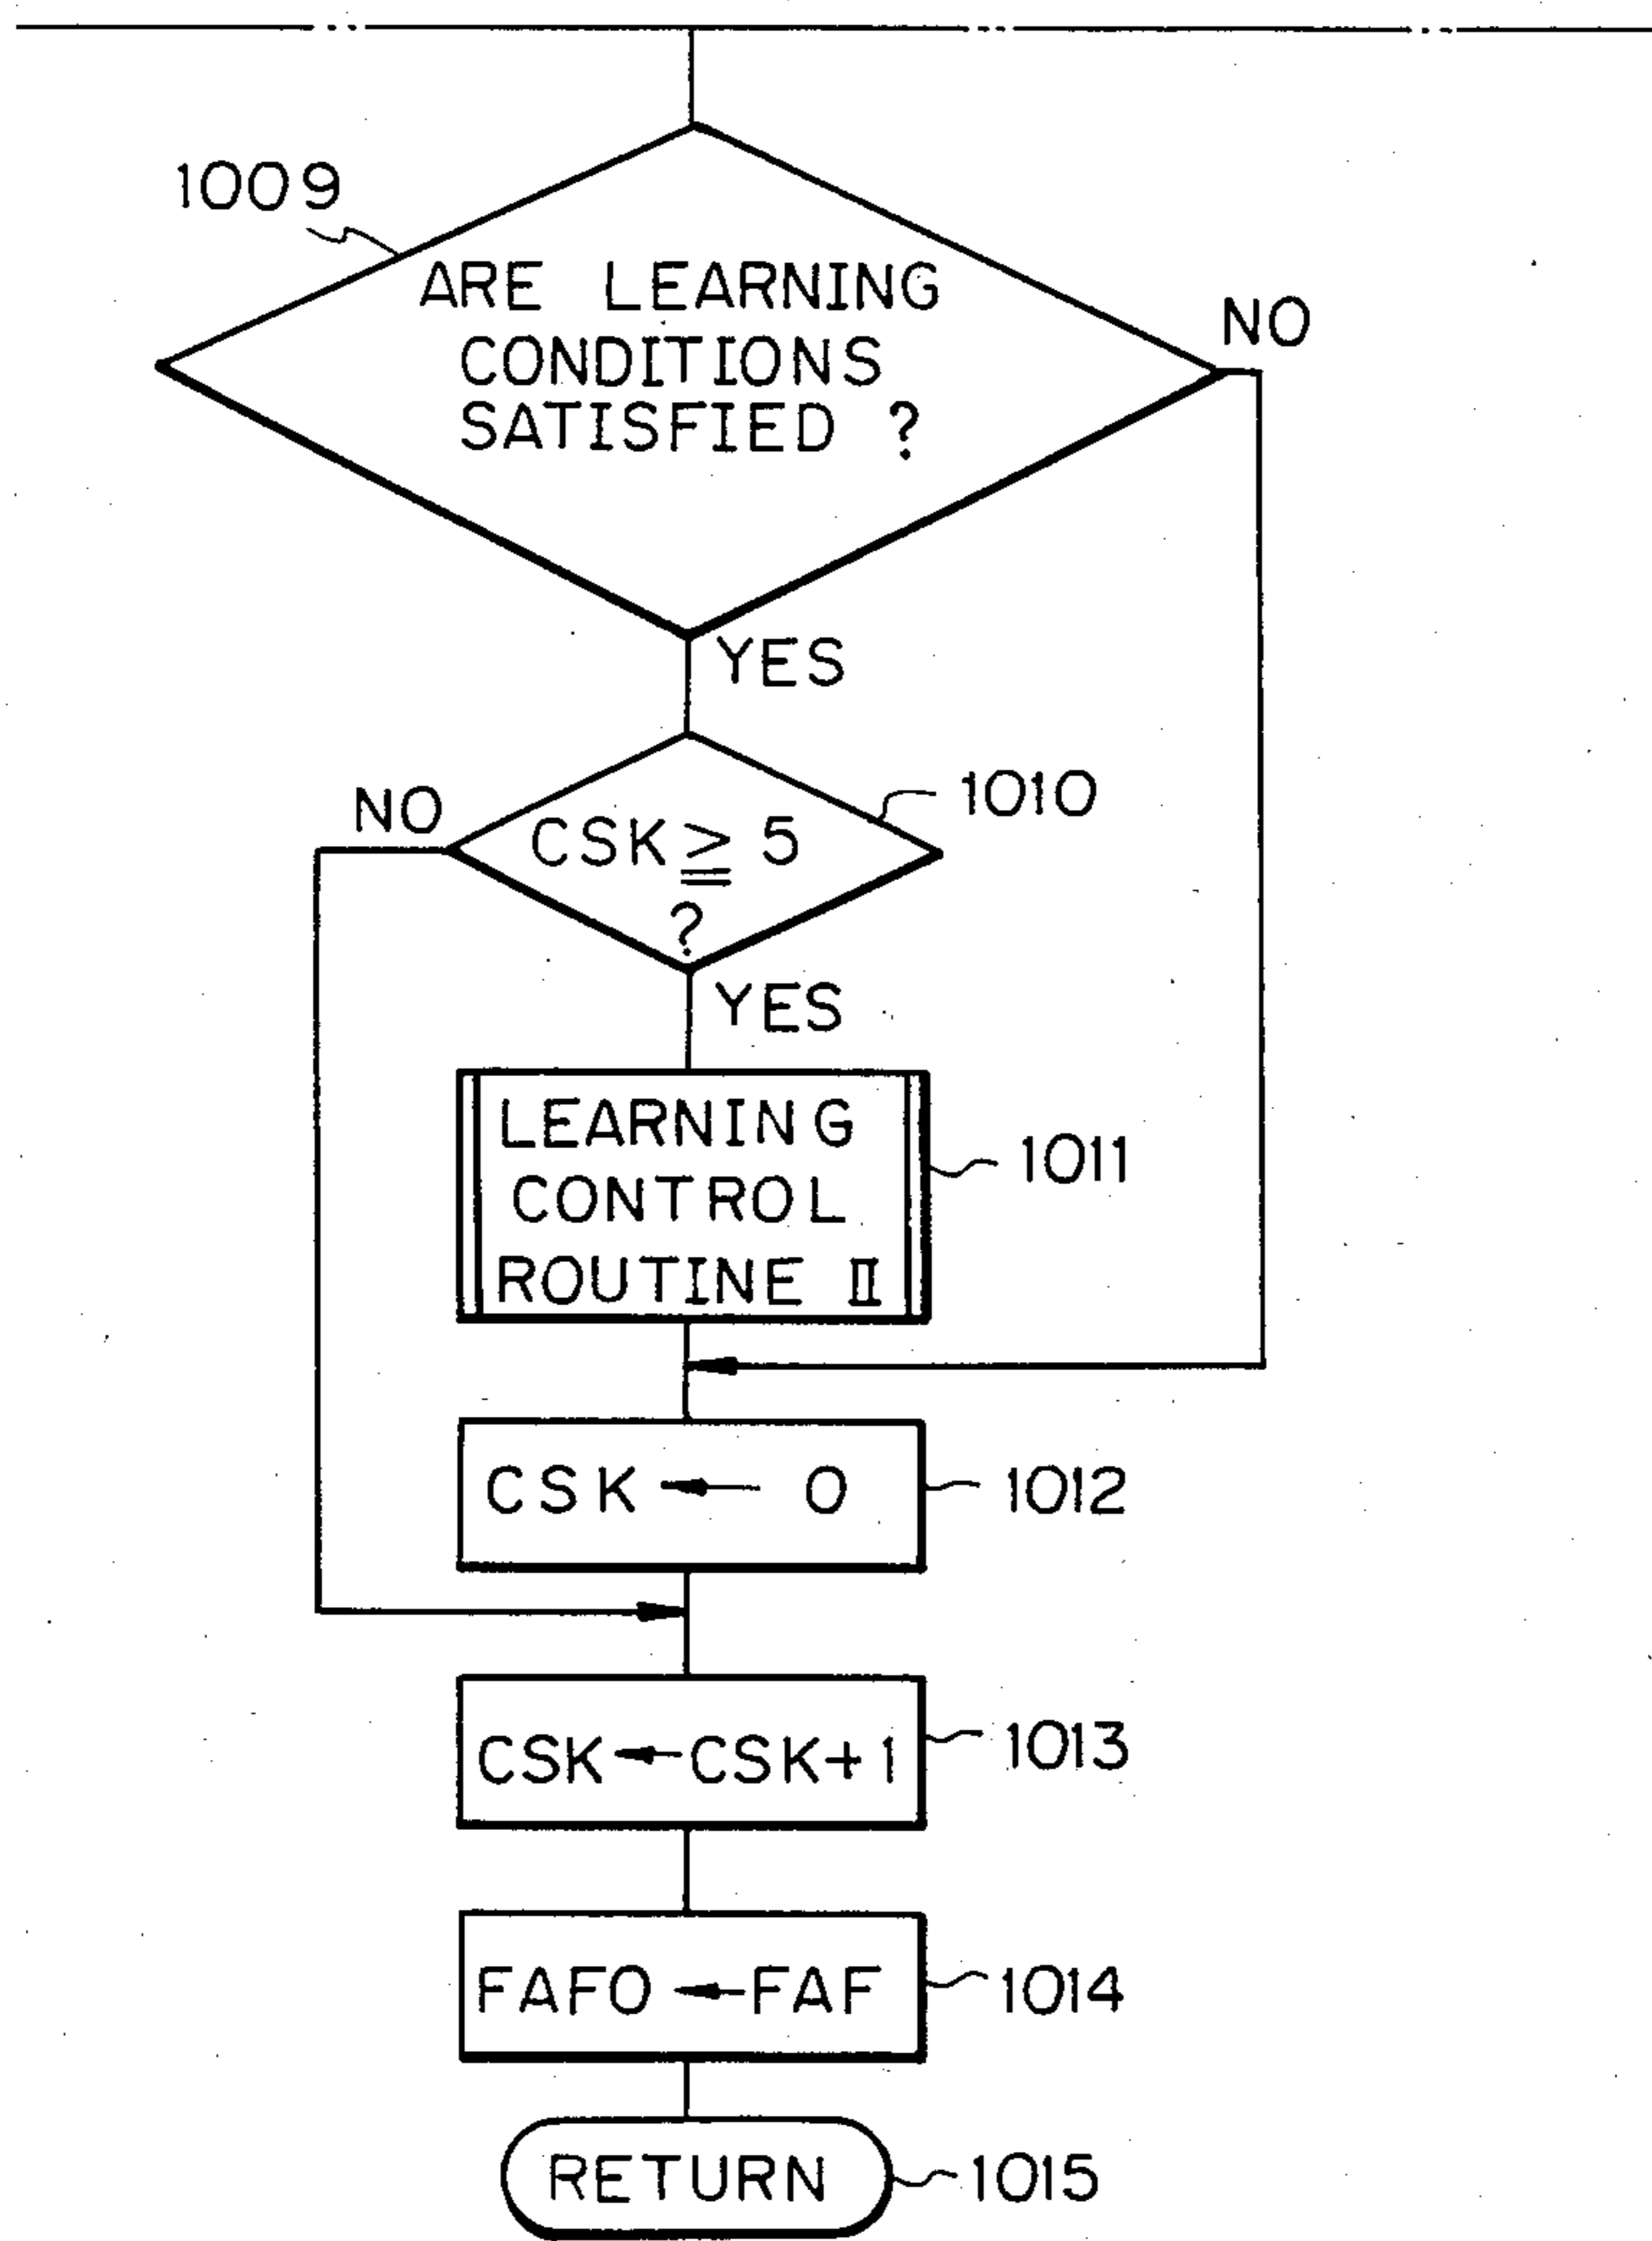 1009
ARE LEARNING
CONDITIONS
SATISFIED ?
NO
YES
NO
CSK ≧ 5
?
1010
YES
LEARNING
CONTROL
ROUTINE II
1011
CSK ← 0
1012
CSK ← CSK+1
1013
FAFO ← FAF
1014
RETURN
1015